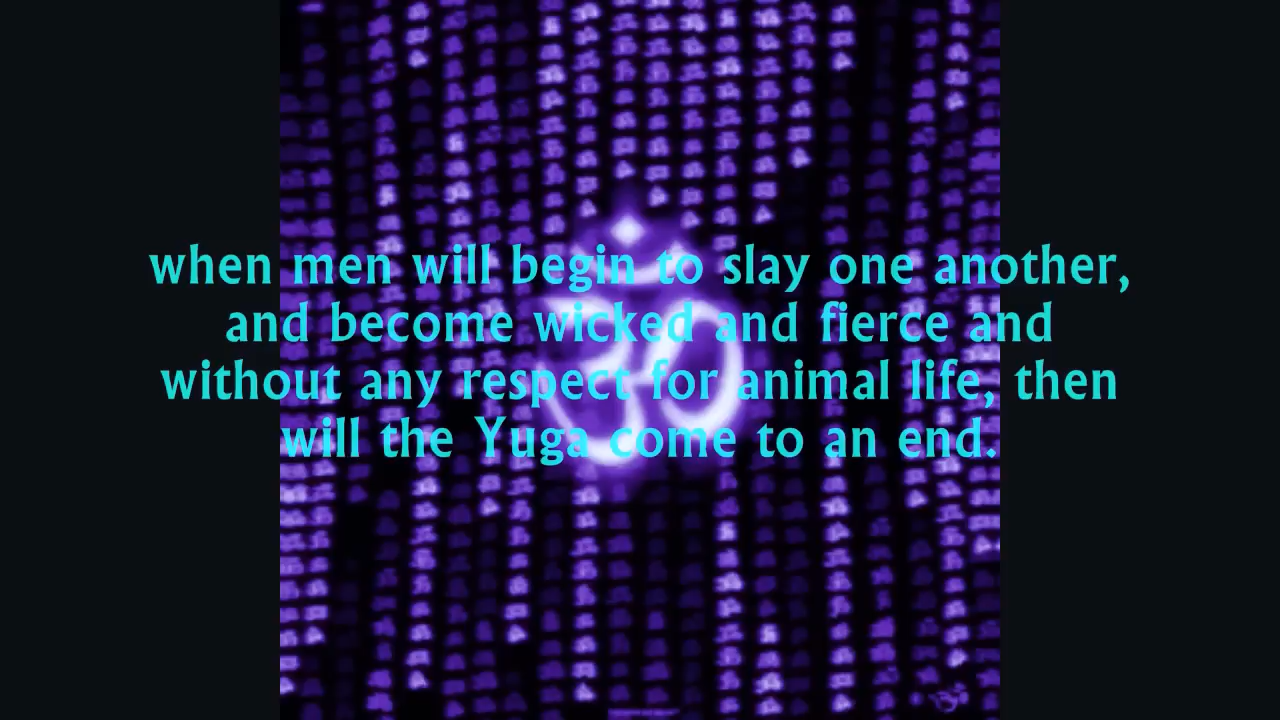 when men will begin to slay one another,
and become wicked and fierce and
without any respect for animal life, then
will the Yuga come to an end.
ॐ